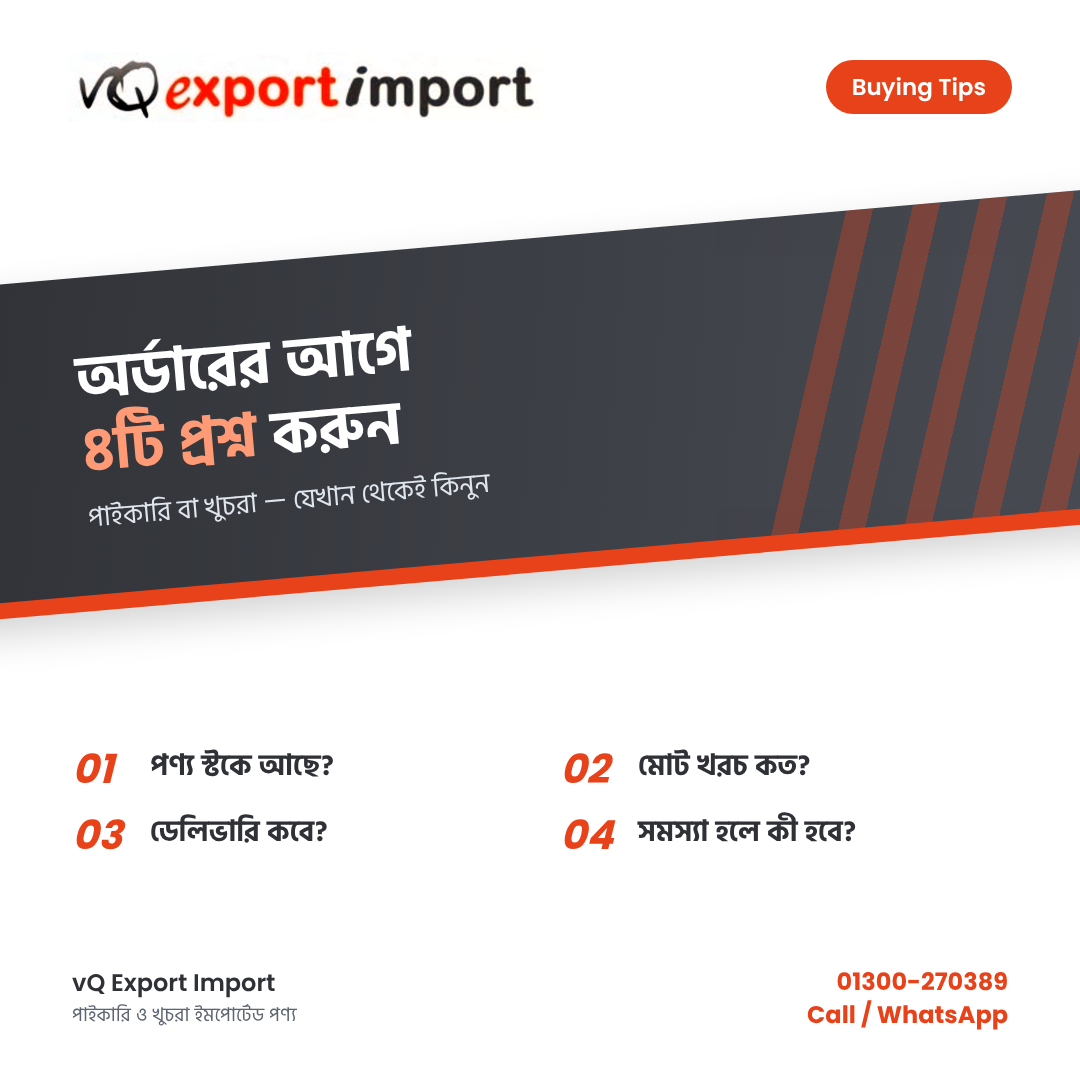 vQ export import
Buying Tips
অর্ডারের আগে
৪টি প্রশ্ন করুন
পাইকারি বা খুচরা — যেখান থেকেই কিনুন
01 পণ্য স্টকে আছে?
02 মোট খরচ কত?
03 ডেলিভারি কবে?
04 সমস্যা হলে কী হবে?
vQ Export Import
পাইকারি ও খুচরা ইমপোর্টেড পণ্য
01300-270389
Call / WhatsApp